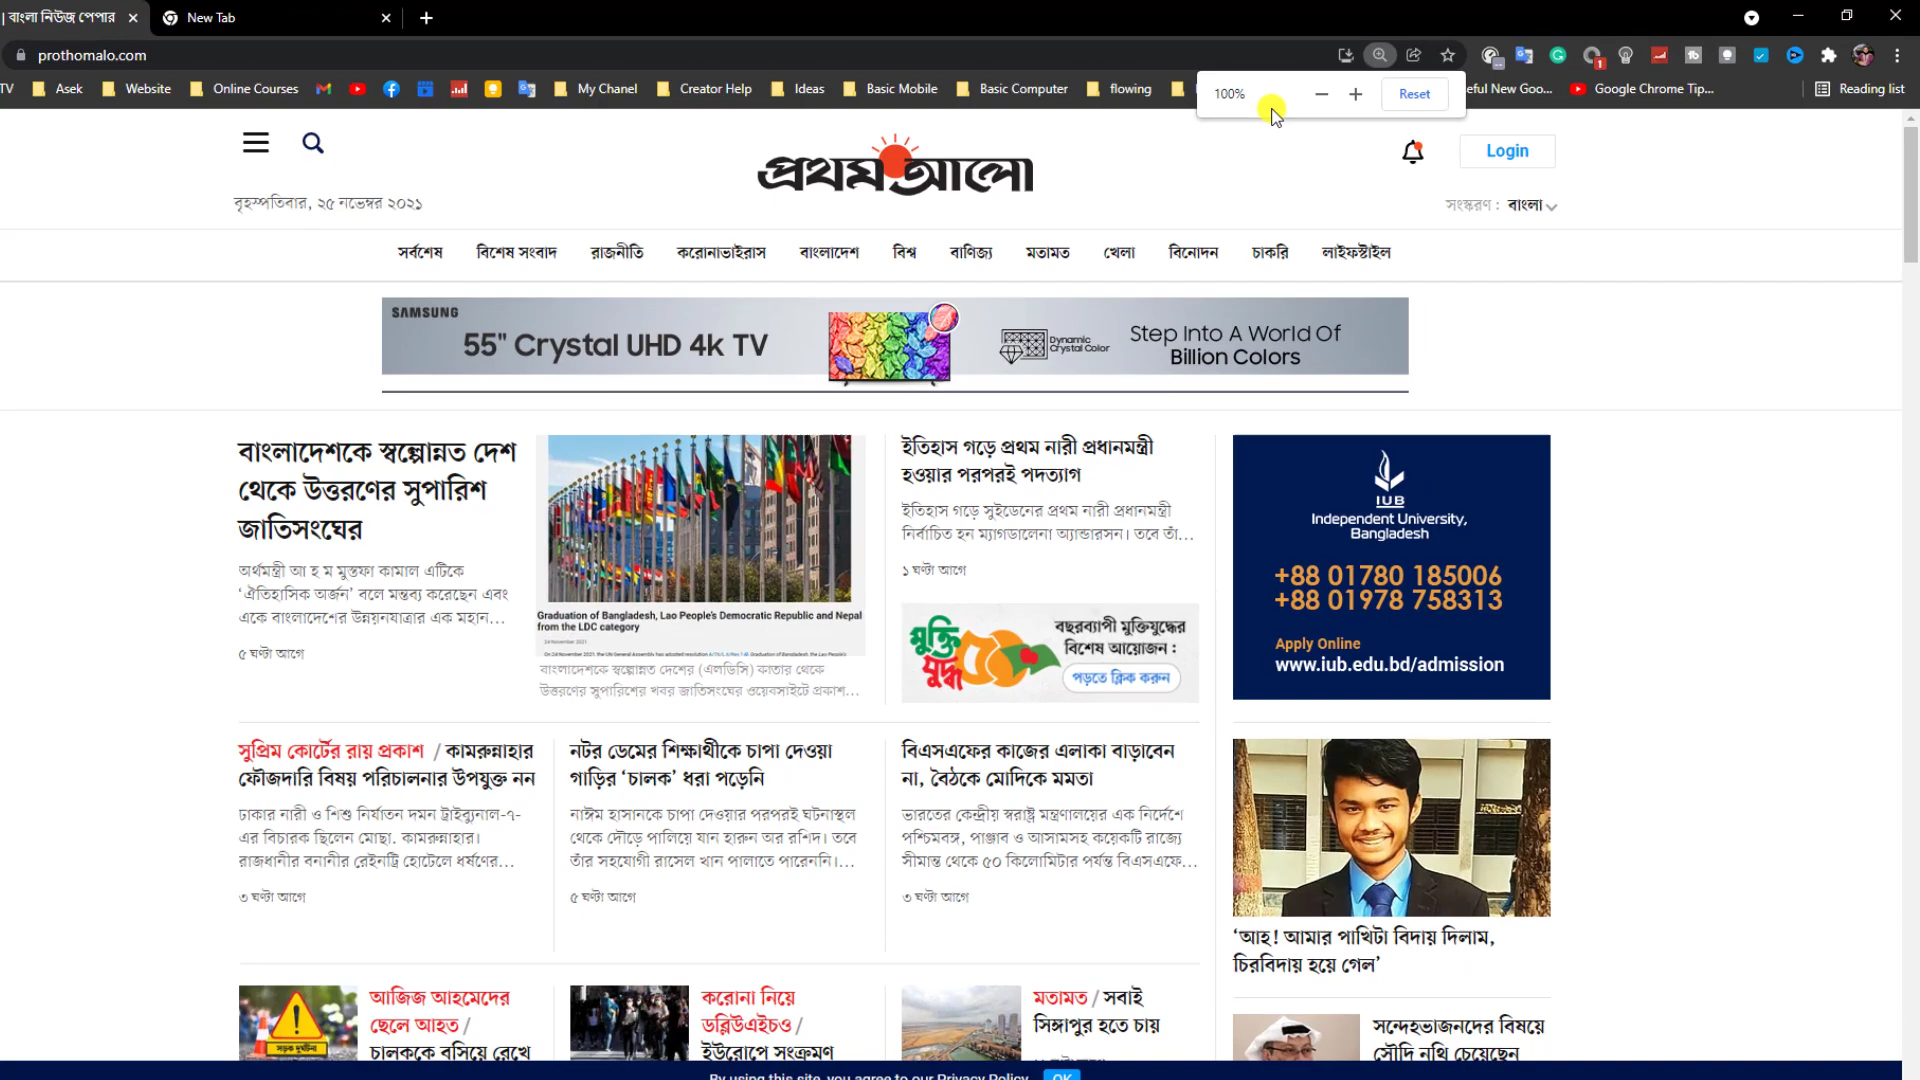 | বাংলা নিউজ পেপার
New Tab
prothomalo.com
TV
Asek
Website
Online Courses
My Chanel
Creator Help
Ideas
Basic Mobile
Basic Computer
flowing
eful New Goo...
Google Chrome Tip...
Reading list
100%
Reset
প্রথম আলো
Login
বৃহস্পতিবার, ২৫ নভেম্বর ২০২১
সংস্করণ : বাংলা
সর্বশেষ বিশেষ সংবাদ রাজনীতি করোনাভাইরাস বাংলাদেশ বিশ্ব বাণিজ্য মতামত খেলা বিনোদন চাকরি লাইফস্টাইল
SAMSUNG
55" Crystal UHD 4k TV
Dynamic
Crystal Color
Step Into A World Of
Billion Colors
বাংলাদেশকে স্বল্পোন্নত দেশ
থেকে উত্তরণের সুপারিশ
জাতিসংঘের
অর্থমন্ত্রী আ হ ম মুস্তফা কামাল এটিকে
‘ঐতিহাসিক অর্জন’ বলে মন্তব্য করেছেন এবং
একে বাংলাদেশের উন্নয়নযাত্রার এক মহান...
৫ ঘণ্টা আগে
Graduation of Bangladesh, Lao People's Democratic Republic and Nepal
from the LDC category
24 November 2021
বাংলাদেশকে স্বল্পোন্নত দেশের (এলডিসি) কাতার থেকে
উত্তরণের সুপারিশের খবর জাতিসংঘের ওয়েবসাইটে প্রকাশ...
ইতিহাস গড়ে প্রথম নারী প্রধানমন্ত্রী
হওয়ার পরপরই পদত্যাগ
ইতিহাস গড়ে সুইডেনের প্রথম নারী প্রধানমন্ত্রী
নির্বাচিত হন ম্যাগডালেনা অ্যান্ডারসন। তবে তাঁ...
১ ঘণ্টা আগে
মুক্তি
যুদ্ধ
৫০
বছরব্যাপী মুক্তিযুদ্ধের
বিশেষ আয়োজন :
পড়তে ক্লিক করুন
IUB
Independent University,
Bangladesh
+88 01780 185006
+88 01978 758313
Apply Online
www.iub.edu.bd/admission
সুপ্রিম কোর্টের রায় প্রকাশ / কামরুন্নাহার
ফৌজদারি বিষয় পরিচালনার উপযুক্ত নন
ঢাকার নারী ও শিশু নির্যাতন দমন ট্রাইব্যুনাল-৭-
এর বিচারক ছিলেন মোছা. কামরুন্নাহার।
রাজধানীর বনানীর রেইনট্রি হোটেলে ধর্ষণের...
৩ ঘণ্টা আগে
নটর ডেমের শিক্ষার্থীকে চাপা দেওয়া
গাড়ির ‘চালক’ ধরা পড়েনি
নাঈম হাসানকে চাপা দেওয়ার পরপরই ঘটনাস্থল
থেকে দৌড়ে পালিয়ে যান হারুন অর রশিদ। তবে
তাঁর সহযোগী রাসেল খান পালাতে পারেননি।...
৫ ঘণ্টা আগে
বিএসএফের কাজের এলাকা বাড়াবেন
না, বৈঠকে মোদিকে মমতা
ভারতের কেন্দ্রীয় স্বরাষ্ট্র মন্ত্রণালয়ের এক নির্দেশে
পশ্চিমবঙ্গ, পাঞ্জাব ও আসামসহ কয়েকটি রাজ্যে
সীমান্ত থেকে ৫০ কিলোমিটার পর্যন্ত বিএসএফে...
৩ ঘণ্টা আগে
‘আহ! আমার পাখিটা বিদায় দিলাম,
চিরবিদায় হয়ে গেল’
সড়ক দুর্ঘটনা
আজিজ আহমেদের
ছেলে আহত /
চালককে বসিয়ে রেখে
করোনা নিয়ে
ডব্লিউএইচও /
ইউরোপে সংক্রমণ
মতামত / সবাই
সিঙ্গাপুর হতে চায়
সন্দেহভাজনদের বিষয়ে
সৌদি নথি চেয়েছেন
By using this site, you agree to our Privacy Policy.
OK